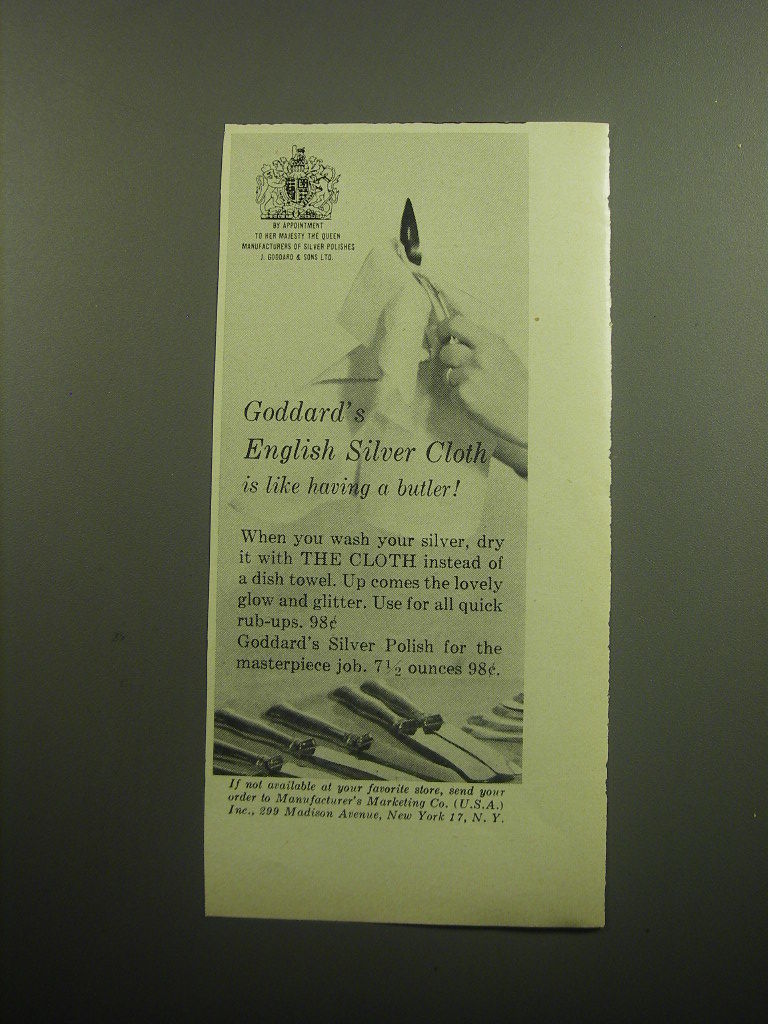 BY APPOINTMENT
TO HER MAJESTY THE QUEEN
MANUFACTURERS OF SILVER POLISHES
J. GODDARD & SONS LTD.
Goddard's
English Silver Cloth
is like having a butler!
When you wash your silver, dry
it with THE CLOTH instead of
a dish towel. Up comes the lovely
glow and glitter. Use for all quick
rub-ups. 98¢
Goddard's Silver Polish for the
masterpiece job. 7½ ounces 98¢.
If not available at your favorite store, send your
order to Manufacturer's Marketing Co. (U.S.A.)
Inc., 299 Madison Avenue, New York 17, N. Y.